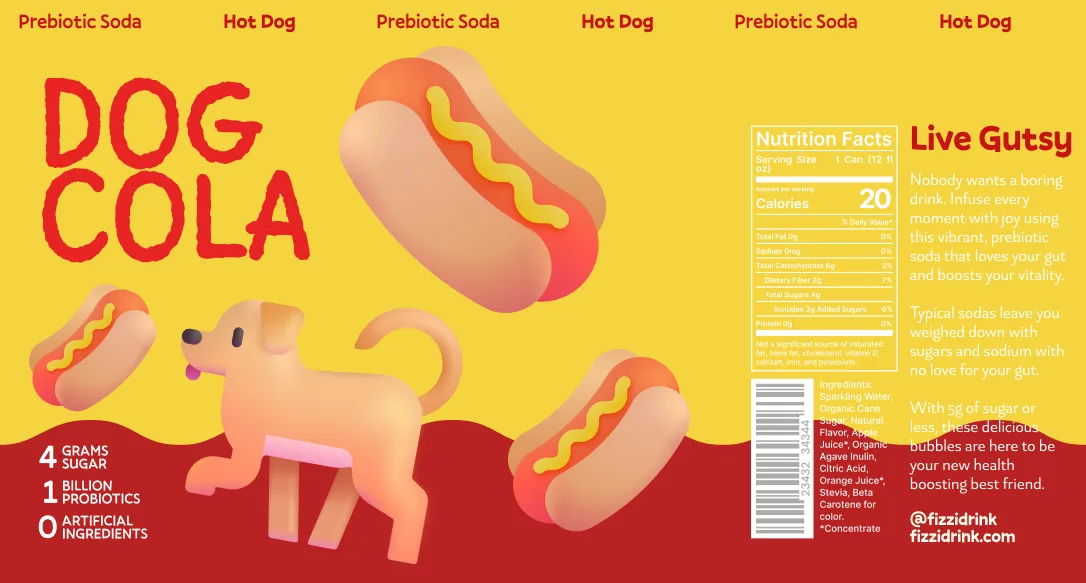 Prebiotic Soda Hot Dog Prebiotic Soda Hot Dog Prebiotic Soda Hot Dog
DOG
COLA
4 GRAMS
SUGAR
1 BILLION
PROBIOTICS
0 ARTIFICIAL
INGREDIENTS
Nutrition Facts
Serving Size 1 Can (12 fl
oz)
Amount per serving
Calories 20
% Daily Value*
Total Fat 0g 0%
Sodium 0mg 0%
Total Carbohydrate 6g 2%
Dietary Fiber 2g 7%
Total Sugars 4g
Includes 3g Added Sugars 6%
Protein 0g 0%
Not a significant source of saturated
fat, trans fat, cholesterol, vitamin D,
calcium, iron, and potassium.
23432 34344
Ingredients:
Sparkling Water,
Organic Cane
Sugar, Natural
Flavor, Apple
Juice*, Organic
Agave Inulin,
Citric Acid,
Orange Juice*,
Stevia, Beta
Carotene for
color.
*Concentrate
Live Gutsy
Nobody wants a boring
drink. Infuse every
moment with joy using
this vibrant, prebiotic
soda that loves your gut
and boosts your vitality.
Typical sodas leave you
weighed down with
sugars and sodium with
no love for your gut.
With 5g of sugar or
less, these delicious
bubbles are here to be
your new health
boosting best friend.
@fizzidrink
fizzidrink.com